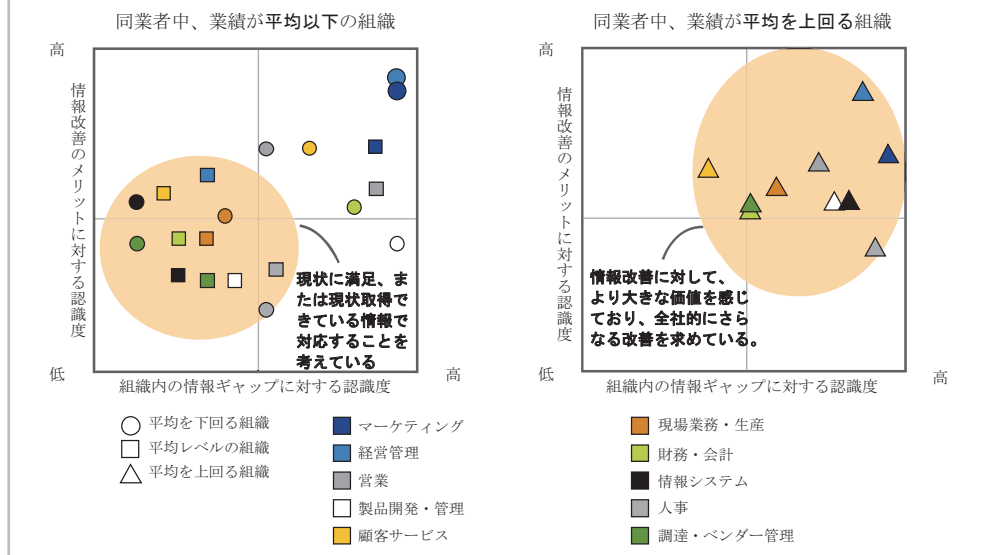 同業者中、業績が平均以下の組織
高
情報改善のメリットに対する認識度
現状に満足、ま
たは現状取得で
きている情報で
対応することを
考えている
低
組織内の情報ギャップに対する認識度
高
同業者中、業績が平均を上回る組織
高
情報改善のメリットに対する認識度
情報改善に対して、
より大きな価値を感じ
ており、全社的にさら
なる改善を求めている。
低
組織内の情報ギャップに対する認識度
高
平均を下回る組織
平均レベルの組織
平均を上回る組織
マーケティング
経営管理
営業
製品開発・管理
顧客サービス
現場業務・生産
財務・会計
情報システム
人事
調達・ベンダー管理